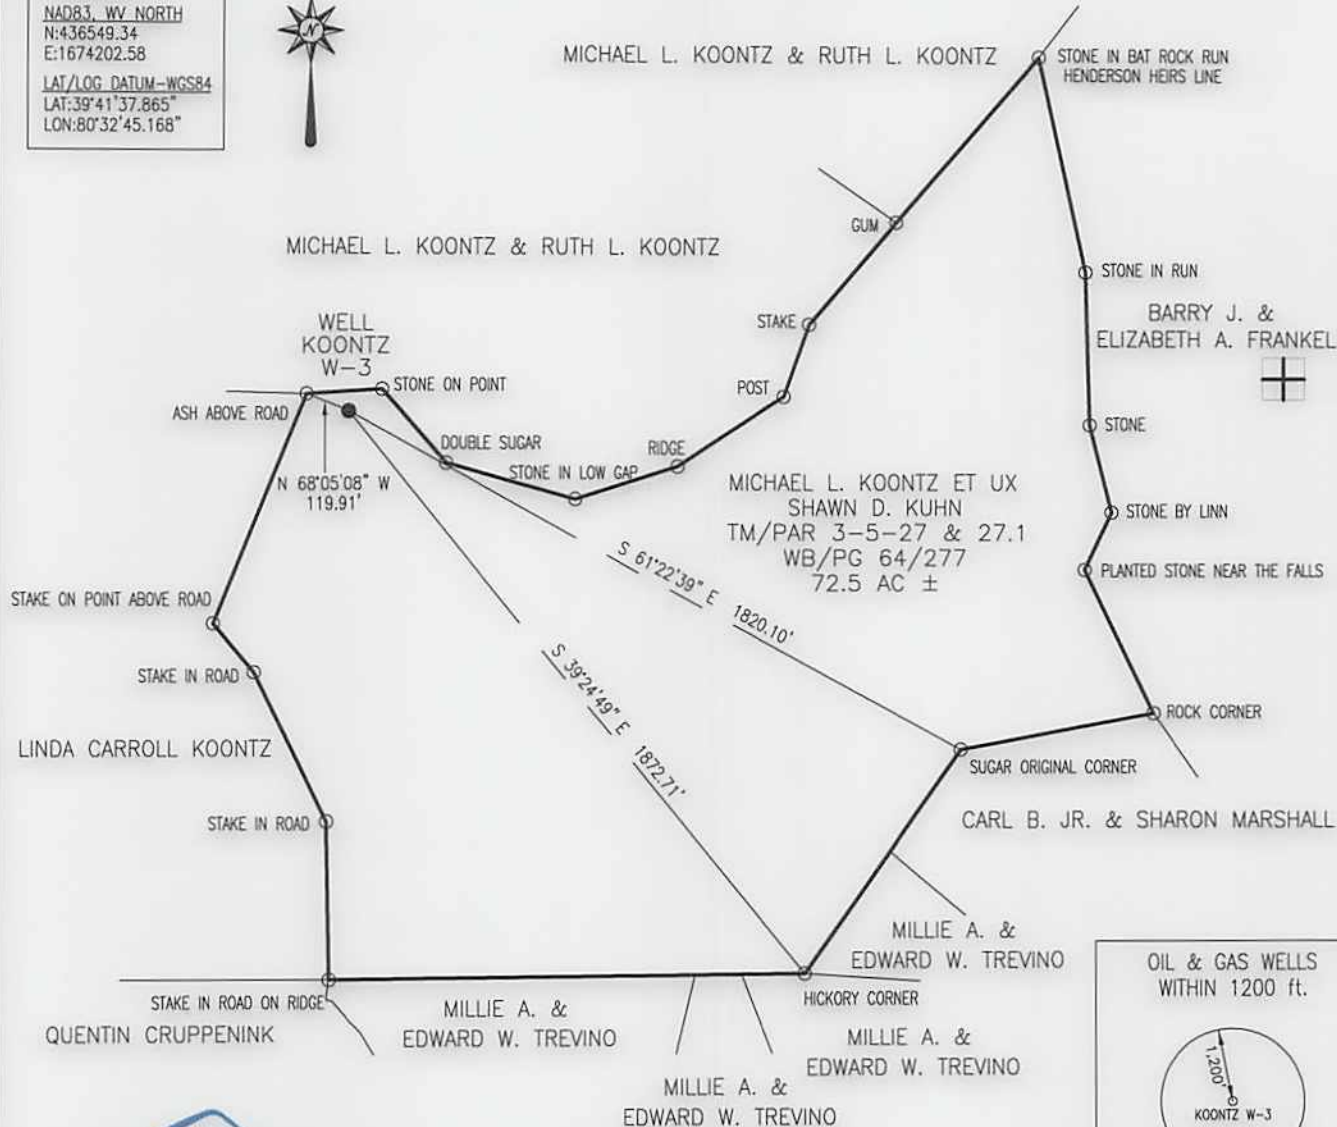 NAD83, WV NORTH
N:436549.34
E:1674202.58
LAT/LOG DATUM-WGS84
LAT:39°41'37.865"
LON:80°32'45.168"
N
MICHAEL L. KOONTZ & RUTH L. KOONTZ
STONE IN BAT ROCK RUN
HENDERSON HEIRS LINE
GUM
MICHAEL L. KOONTZ & RUTH L. KOONTZ
STONE IN RUN
BARRY J. &
ELIZABETH A. FRANKEL
STAKE
WELL
KOONTZ
W-3
STONE ON POINT
POST
ASH ABOVE ROAD
STONE
DOUBLE SUGAR
RIDGE
STONE IN LOW GAP
N 68°05'08" W
119.91'
MICHAEL L. KOONTZ ET UX
SHAWN D. KUHN
TM/PAR 3-5-27 & 27.1
WB/PG 64/277
72.5 AC ±
STONE BY LINN
PLANTED STONE NEAR THE FALLS
S 61°22'39" E 1820.10'
STAKE ON POINT ABOVE ROAD
S 39°24'49" E 1872.71'
STAKE IN ROAD
ROCK CORNER
LINDA CARROLL KOONTZ
SUGAR ORIGINAL CORNER
STAKE IN ROAD
CARL B. JR. & SHARON MARSHALL
MILLIE A. &
EDWARD W. TREVINO
HICKORY CORNER
STAKE IN ROAD ON RIDGE
QUENTIN CRUPPENINK
MILLIE A. &
EDWARD W. TREVINO
MILLIE A. &
EDWARD W. TREVINO
MILLIE A. &
EDWARD W. TREVINO
OIL & GAS WELLS
WITHIN 1200 ft.
1,200'
KOONTZ W-3